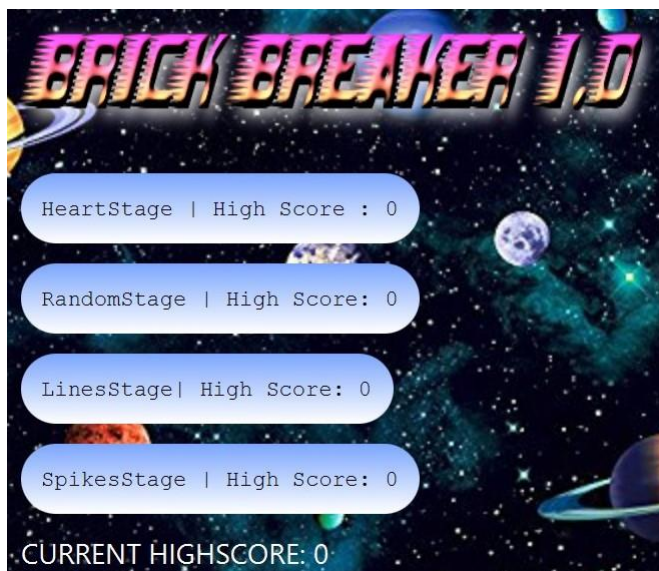 BRICK BREAKER 1.0
HeartStage | High Score : 0
RandomStage | High Score: 0
LinesStage| High Score: 0
SpikesStage | High Score: 0
CURRENT HIGHSCORE: 0